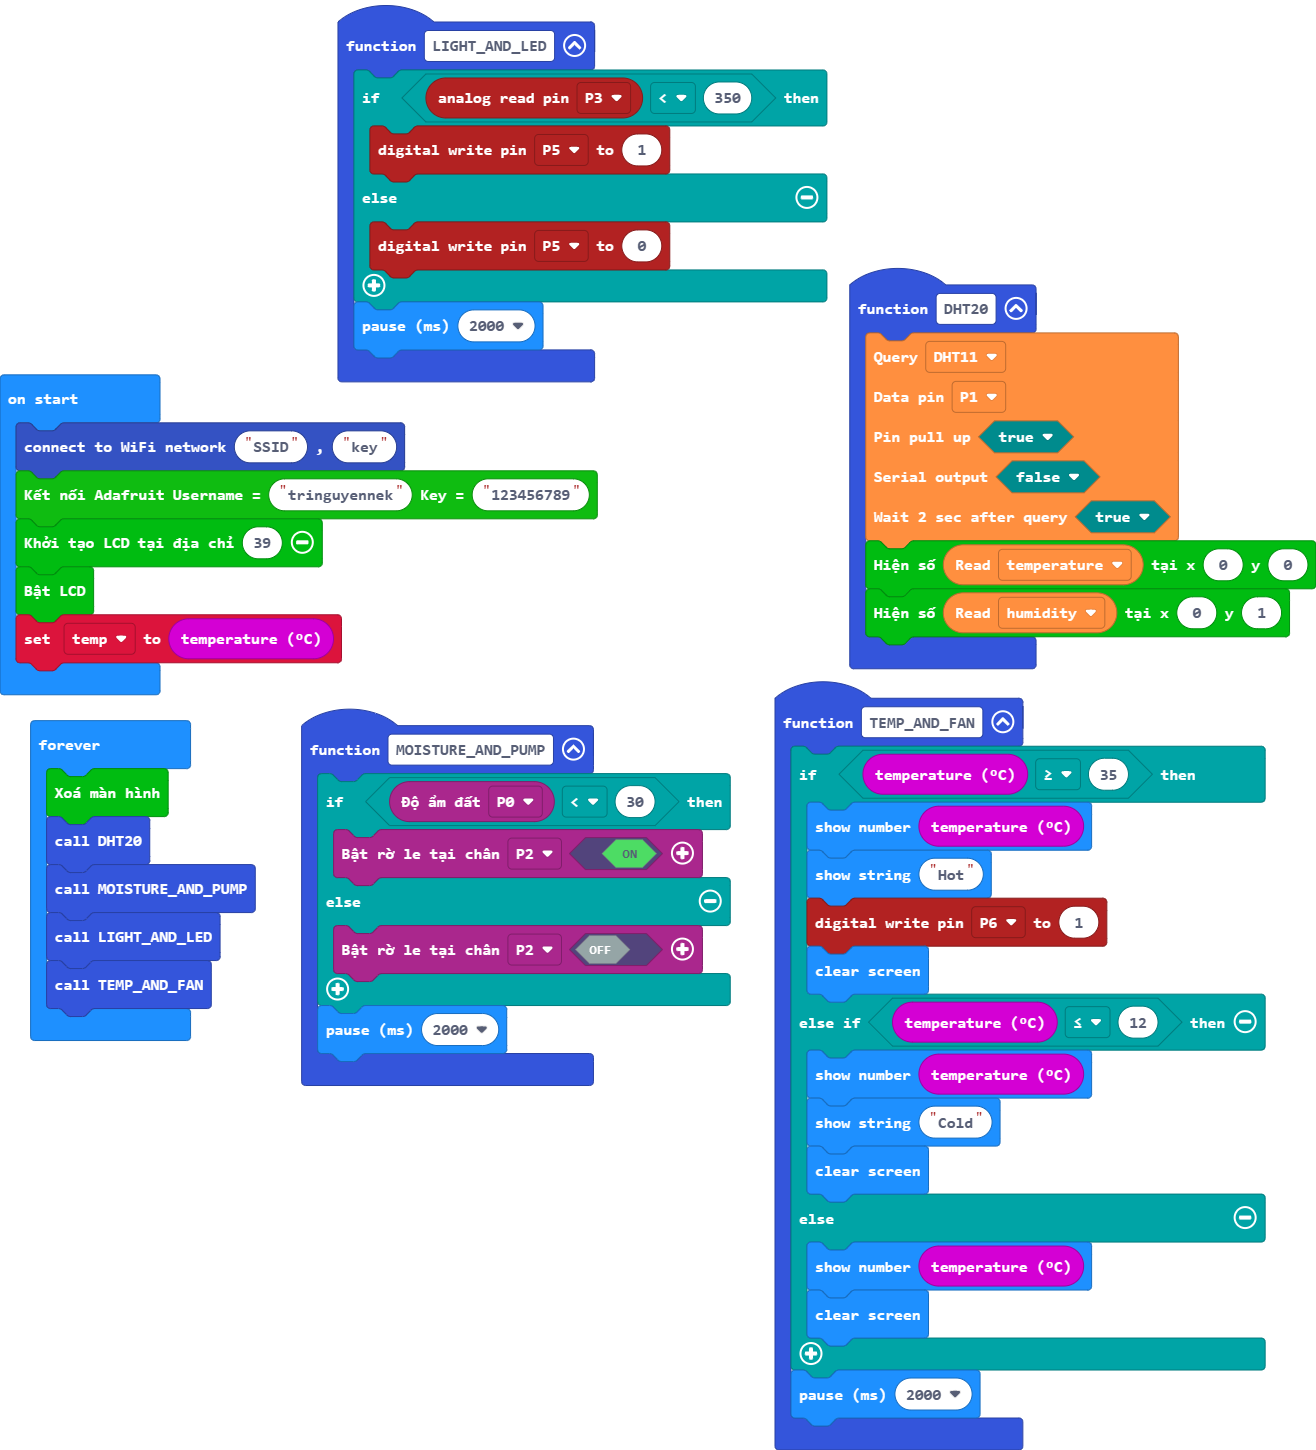 function LIGHT_AND_LED
if analog read pin P3 < 350 then
digital write pin P5 to 1
else
digital write pin P5 to 0
pause (ms) 2000
function DHT20
Query DHT11
Data pin P1
Pin pull up true
Serial output false
Wait 2 sec after query true
Hiện số Read temperature tại x 0 y 0
Hiện số Read humidity tại x 0 y 1
on start
connect to WiFi network "SSID" , "key"
Kết nối Adafruit Username = "tringuyennek" Key = "123456789"
Khởi tạo LCD tại địa chỉ 39
Bật LCD
set temp to temperature (ºC)
forever
Xoá màn hình
call DHT20
call MOISTURE_AND_PUMP
call LIGHT_AND_LED
call TEMP_AND_FAN
function MOISTURE_AND_PUMP
if Độ ẩm đất P0 < 30 then
Bật rờ le tại chân P2 ON
else
Bật rờ le tại chân P2 OFF
pause (ms) 2000
function TEMP_AND_FAN
if temperature (ºC) ≥ 35 then
show number temperature (ºC)
show string "Hot"
digital write pin P6 to 1
clear screen
else if temperature (ºC) ≤ 12 then
show number temperature (ºC)
show string "Cold"
clear screen
else
show number temperature (ºC)
clear screen
pause (ms) 2000